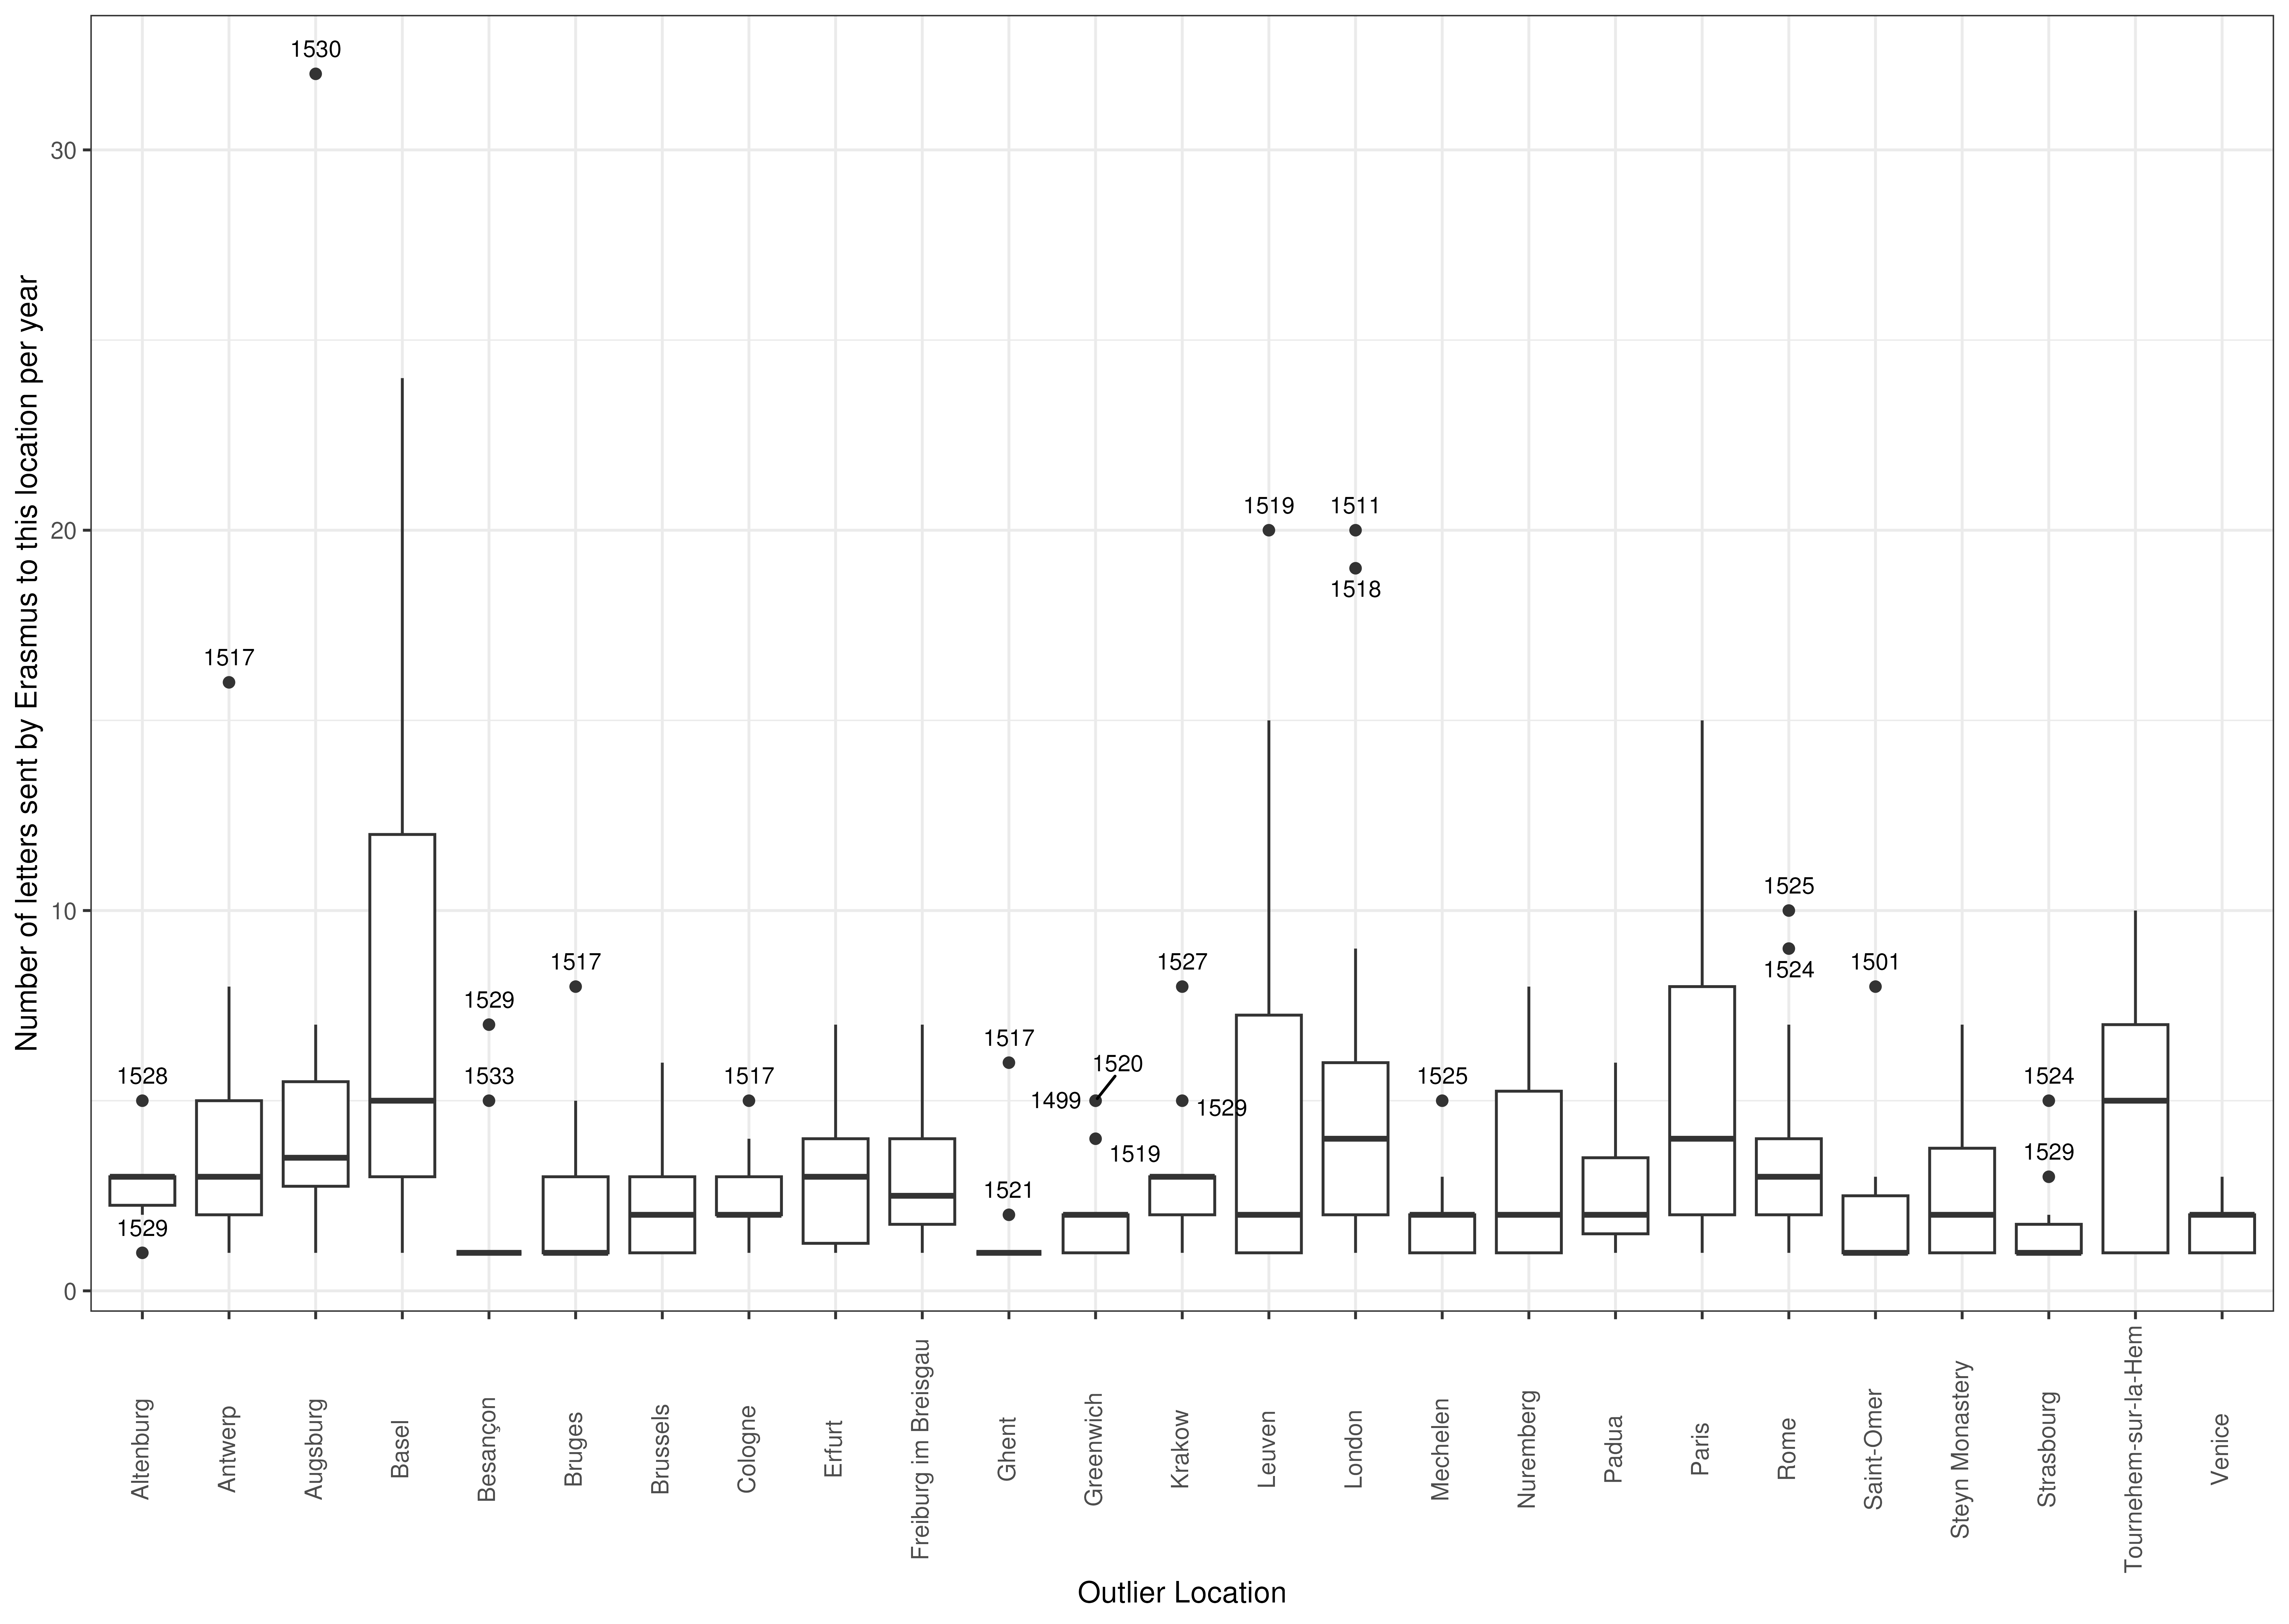 Number of letters sent by Erasmus to this location per year
30
20
10
0
1530
1519
1511
1518
1517
1525
1524
1527
1501
1517
1529
1517
1528
1533
1517
1520
1499
1529
1525
1524
1519
1529
1521
1529
Altenburg
Antwerp
Augsburg
Basel
Besançon
Bruges
Brussels
Cologne
Erfurt
Freiburg im Breisgau
Ghent
Greenwich
Krakow
Leuven
London
Mechelen
Nuremberg
Padua
Paris
Rome
Saint-Omer
Steyn Monastery
Strasbourg
Tournehem-sur-la-Hem
Venice
Outlier Location